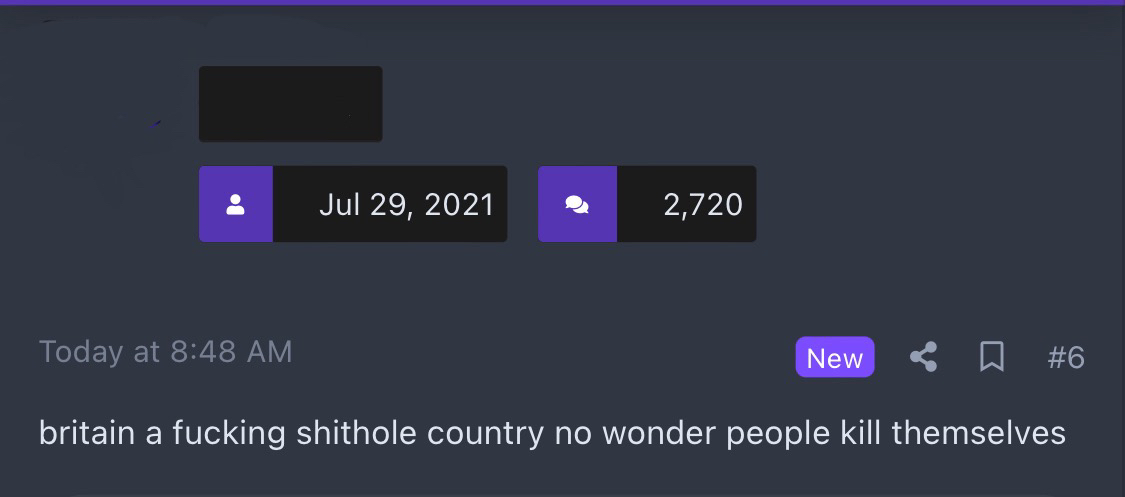 Jul 29, 2021
2,720
Today at 8:48 AM
New
#6
britain a fucking shithole country no wonder people kill themselves